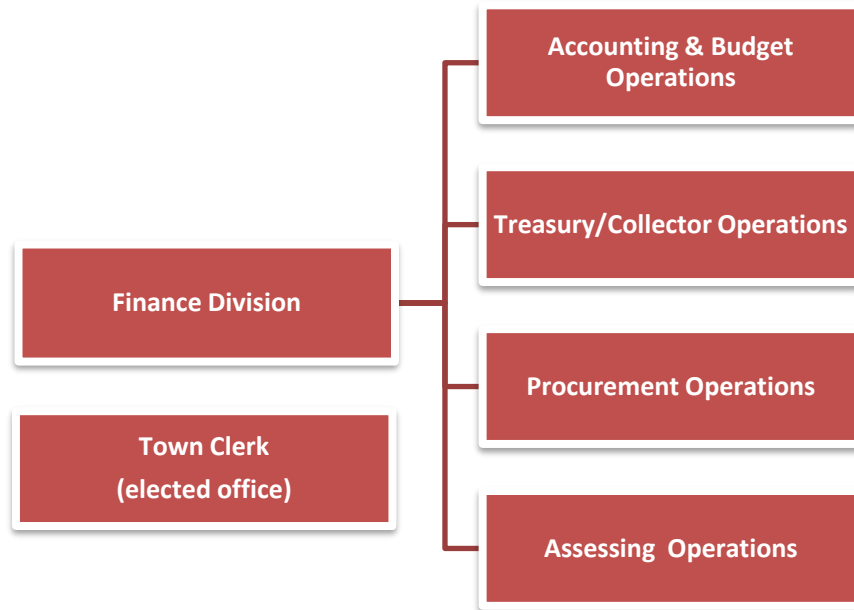 Accounting & Budget
Operations
Treasury/Collector Operations
Finance Division
Procurement Operations
Town Clerk
(elected office)
Assessing Operations